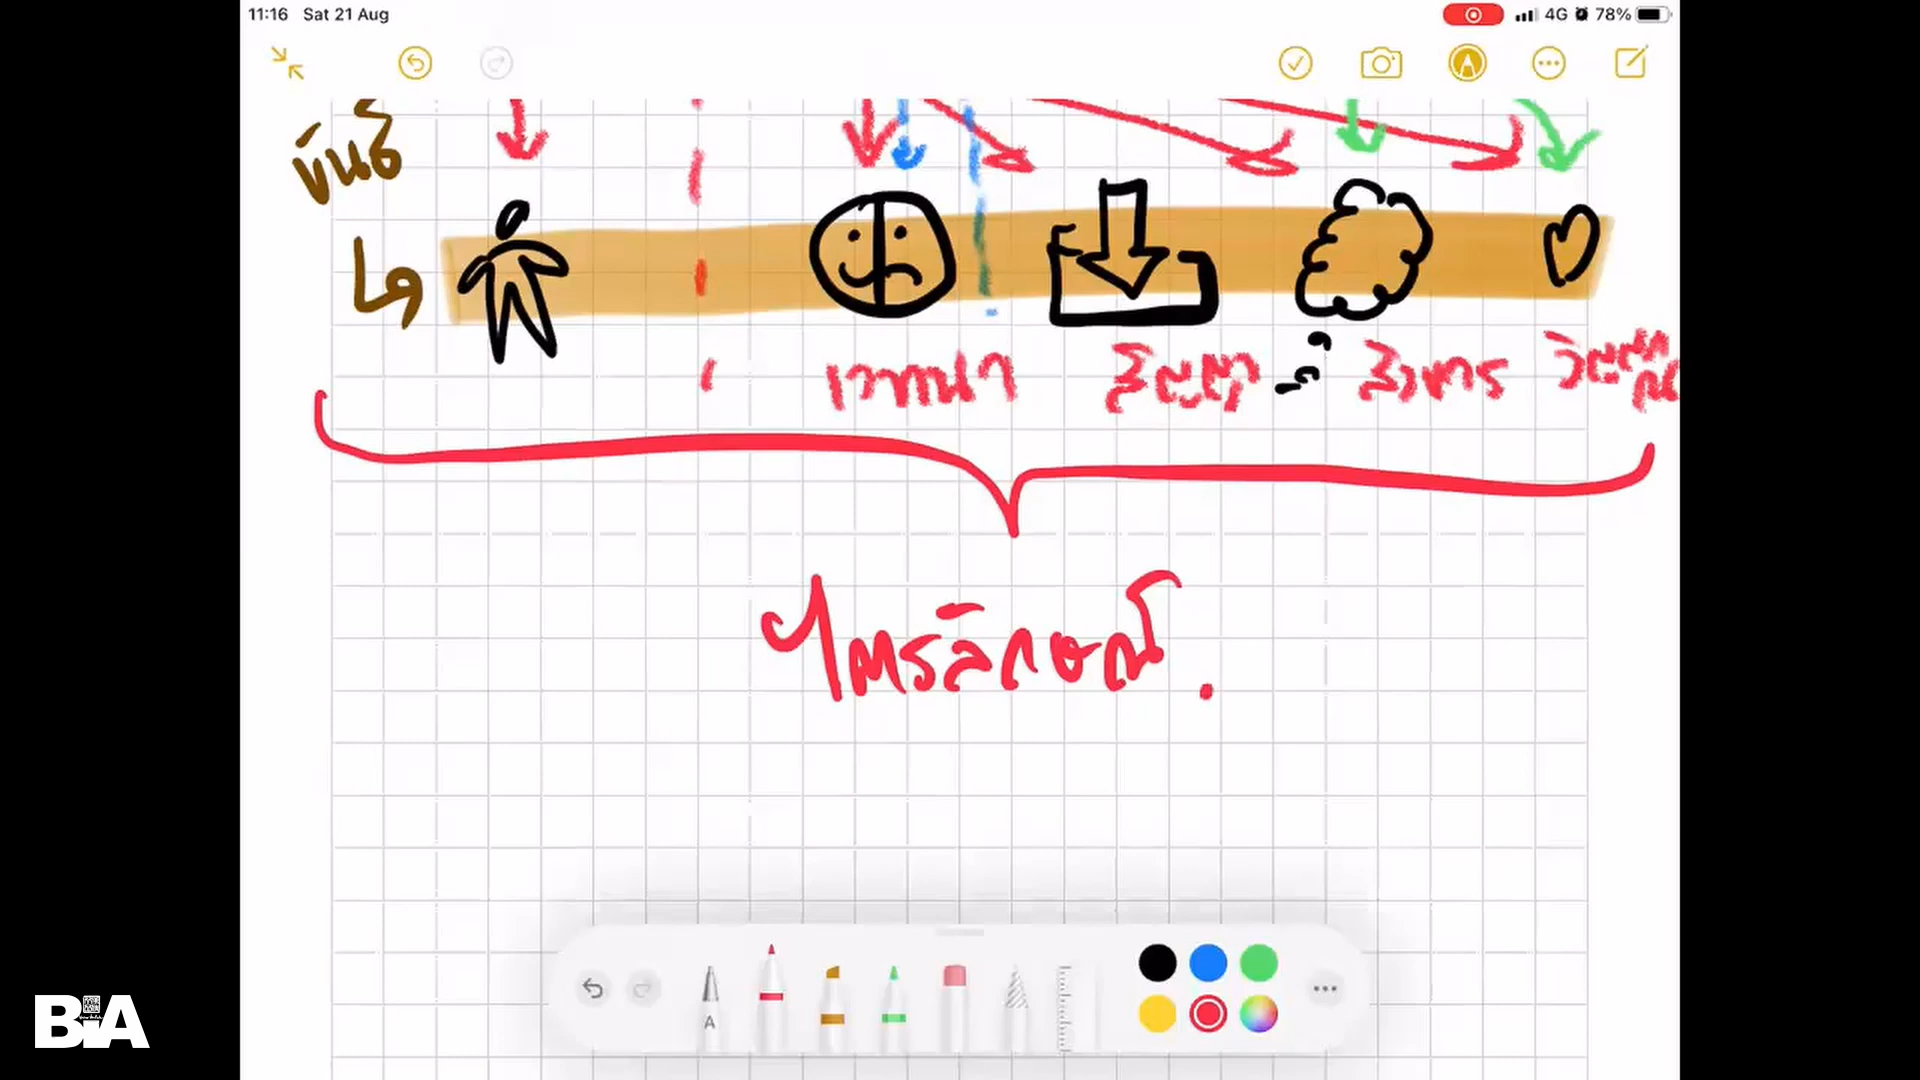 11:16 Sat 21 Aug 4G 78%
ขันธ์
↳ ๑
เวทนา สัญญา สังขาร วิญญาณ
ไตรลักษณ์.
A
BiA